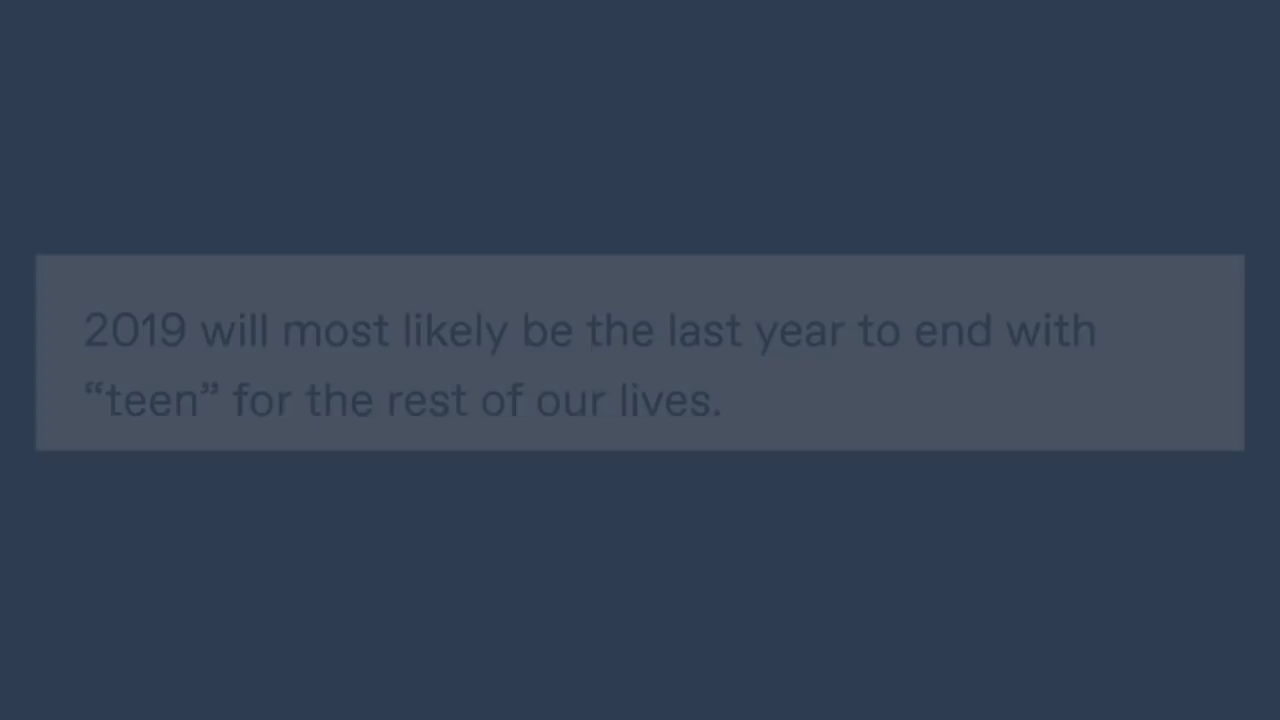 2019 will most likely be the last year to end with
“teen” for the rest of our lives.